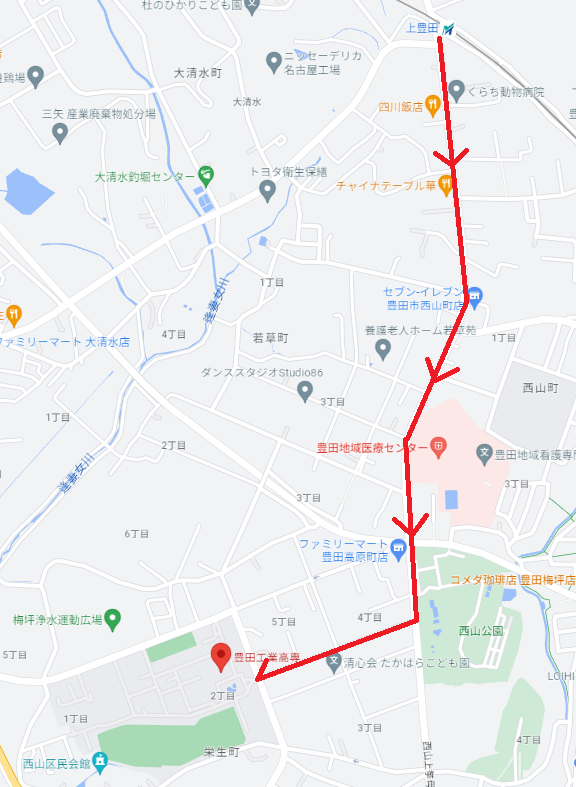 杜のひかりこども園
上豊田
ニッセーデリカ
名古屋工場
大清水町
くらち動物病院
大清水
四川飯店
三矢 産業廃棄物処分場
大清水釣堀センター
トヨタ衛生保繕
チャイナテーブル華
1丁目
逢妻女川
セブン-イレブン
豊田市西山町店
ファミリーマート 大清水店
4丁目
若草町
養護老人ホーム若草苑
1丁目
ダンススタジオStudio86
西山町
3丁目
1丁目
2丁目
豊田地域医療センター
豊田地域看護専門
逢妻女川
3丁目
3丁目
6丁目
ファミリーマート
豊田高原町店
コメダ珈琲店 豊田梅坪店
梅坪浄水運動広場
5丁目
4丁目
西山公園
5丁目
豊田工業高専
清心会 たかはらこども園
LOIHI
2丁目
1丁目
3丁目
4丁目
栄生町
西山区民会館